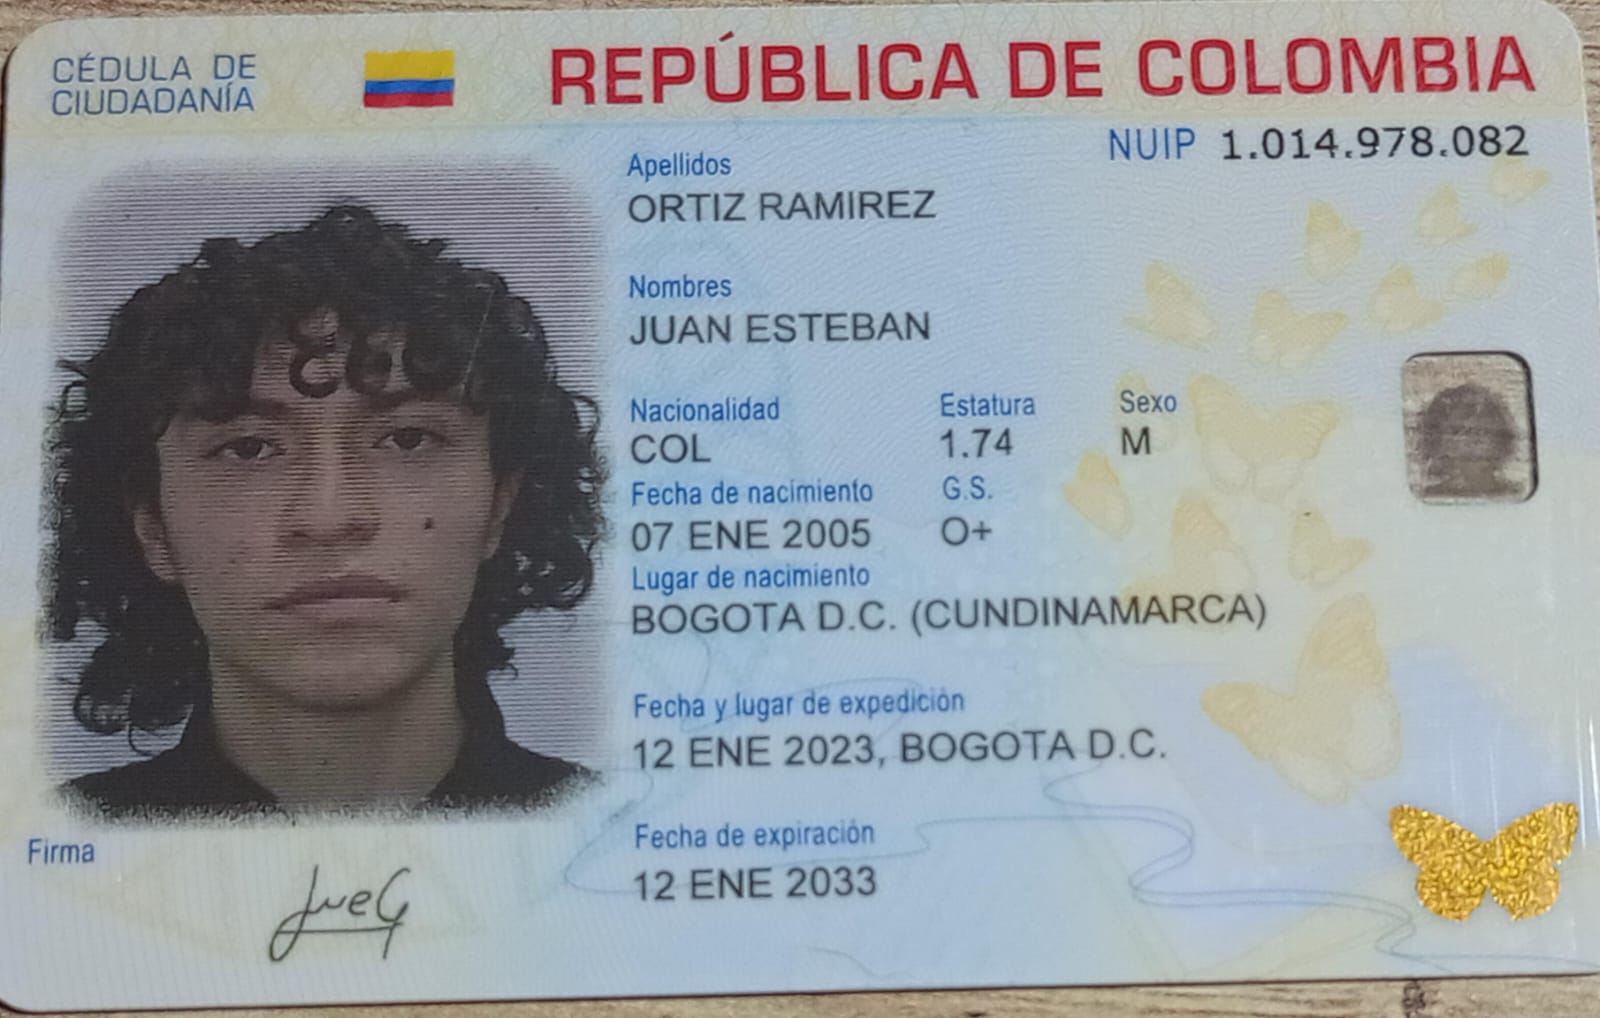 CÉDULA DE
CIUDADANÍA
REPÚBLICA DE COLOMBIA
NUIP 1.014.978.082
Apellidos
ORTIZ RAMIREZ
Nombres
JUAN ESTEBAN
Nacionalidad Estatura Sexo
COL 1.74 M
Fecha de nacimiento G.S.
07 ENE 2005 O+
Lugar de nacimiento
BOGOTA D.C. (CUNDINAMARCA)
Fecha y lugar de expedición
12 ENE 2023, BOGOTA D.C.
Fecha de expiración
12 ENE 2033
Firma